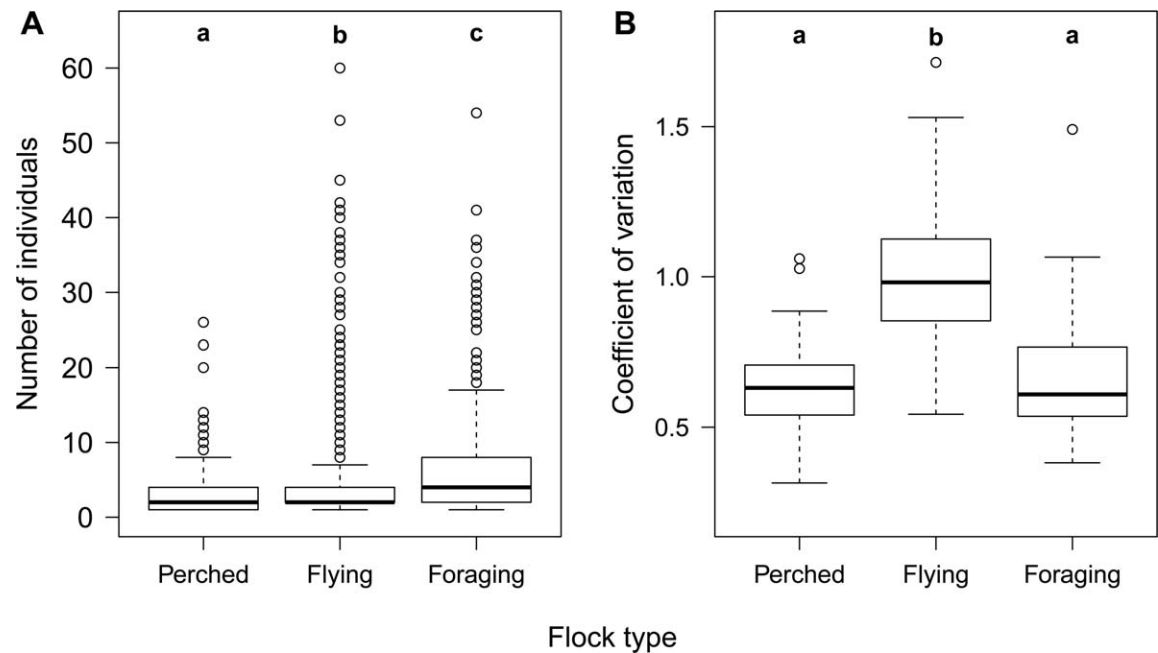 A
a b c
Number of individuals
60
50
40
30
20
10
0
Perched Flying Foraging
B
a b a
Coefficient of variation
1.5
1.0
0.5
Perched Flying Foraging
Flock type